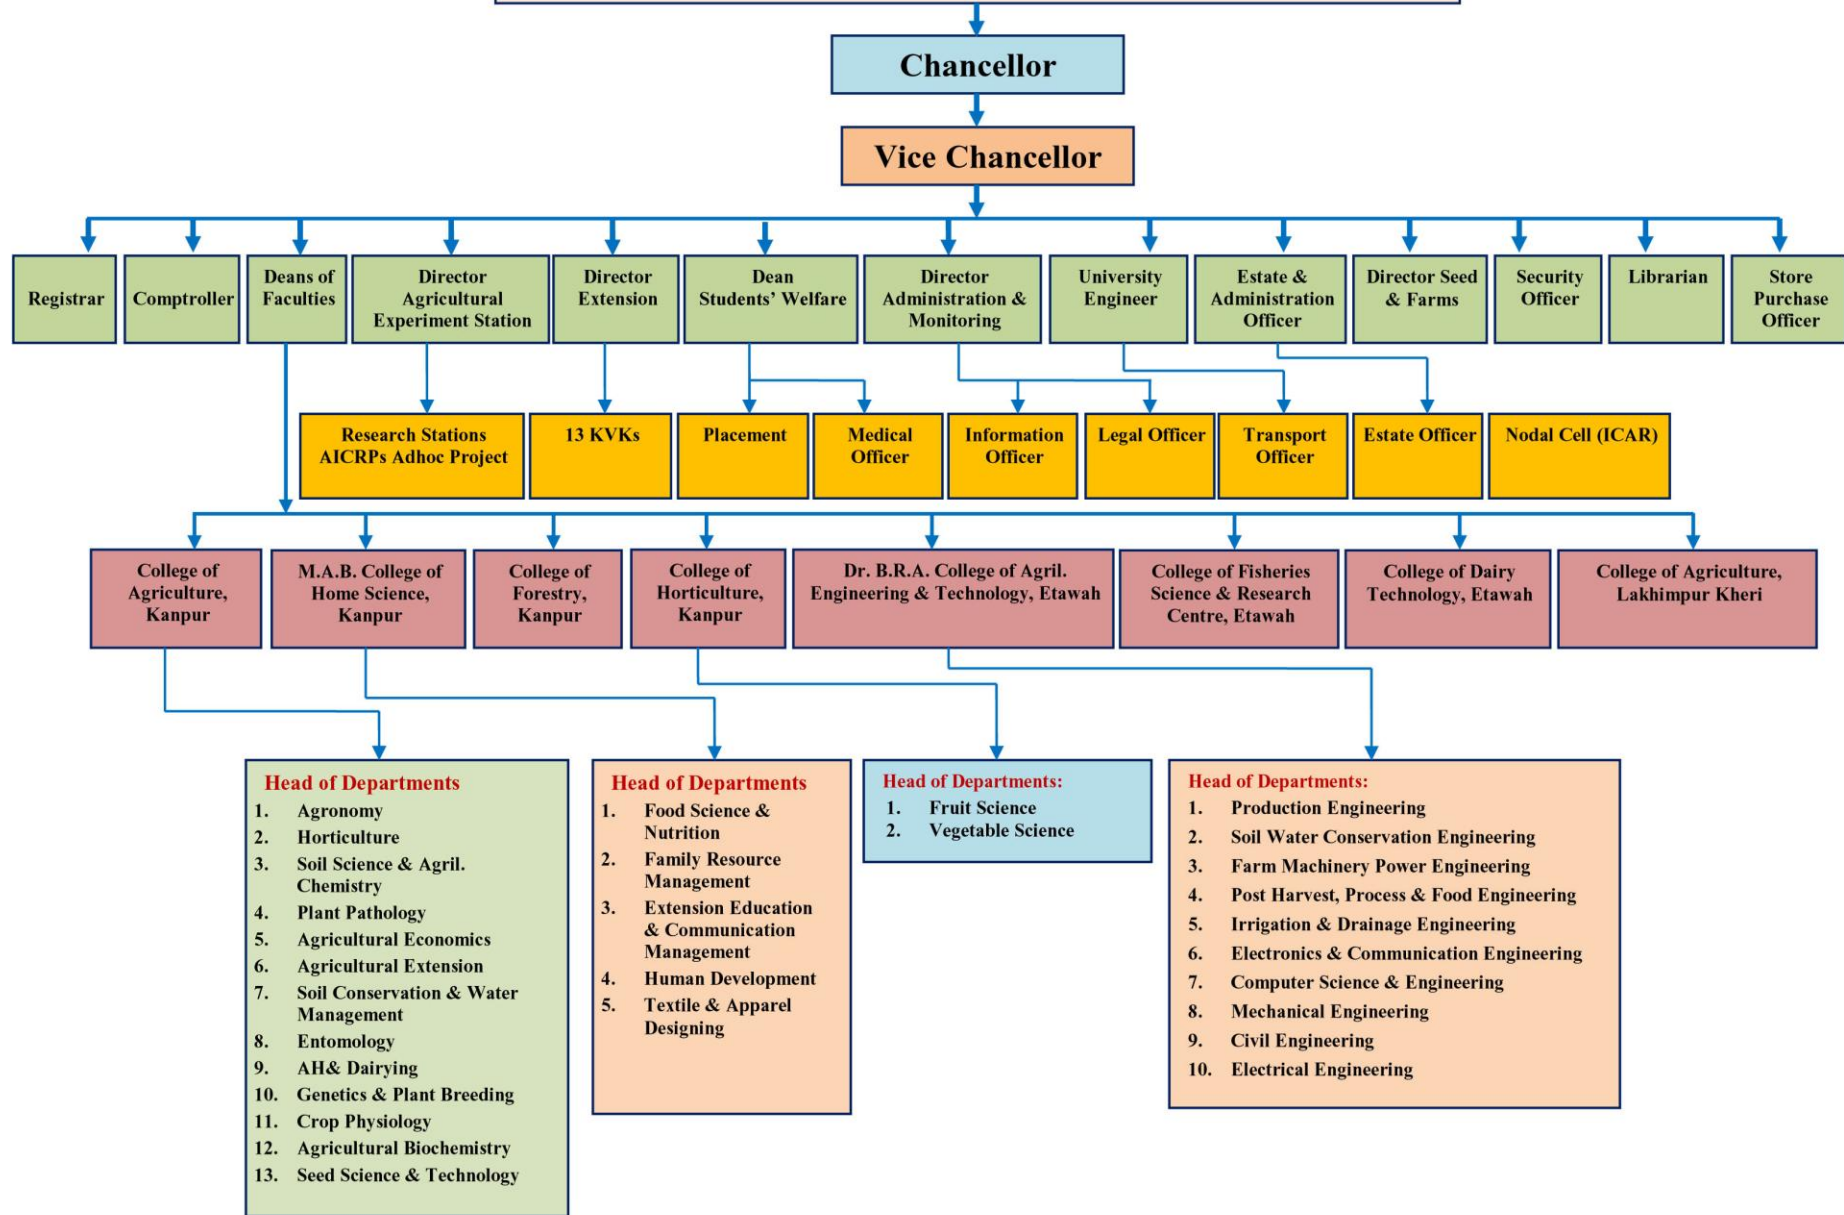 Chancellor
Vice Chancellor
Registrar
Comptroller
Deans of
Faculties
Director
Agricultural
Experiment Station
Director
Extension
Dean
Students’ Welfare
Director
Administration &
Monitoring
University
Engineer
Estate &
Administration
Officer
Director Seed
& Farms
Security
Officer
Librarian
Store
Purchase
Officer
Research Stations
AICRPs Adhoc Project
13 KVKs
Placement
Medical
Officer
Information
Officer
Legal Officer
Transport
Officer
Estate Officer
Nodal Cell (ICAR)
College of
Agriculture,
Kanpur
M.A.B. College of
Home Science,
Kanpur
College of
Forestry,
Kanpur
College of
Horticulture,
Kanpur
Dr. B.R.A. College of Agril.
Engineering & Technology, Etawah
College of Fisheries
Science & Research
Centre, Etawah
College of Dairy
Technology, Etawah
College of Agriculture,
Lakhimpur Kheri
Head of Departments
1. Agronomy
2. Horticulture
3. Soil Science & Agril.
Chemistry
4. Plant Pathology
5. Agricultural Economics
6. Agricultural Extension
7. Soil Conservation & Water
Management
8. Entomology
9. AH& Dairying
10. Genetics & Plant Breeding
11. Crop Physiology
12. Agricultural Biochemistry
13. Seed Science & Technology
Head of Departments
1. Food Science &
Nutrition
2. Family Resource
Management
3. Extension Education
& Communication
Management
4. Human Development
5. Textile & Apparel
Designing
Head of Departments:
1. Fruit Science
2. Vegetable Science
Head of Departments:
1. Production Engineering
2. Soil Water Conservation Engineering
3. Farm Machinery Power Engineering
4. Post Harvest, Process & Food Engineering
5. Irrigation & Drainage Engineering
6. Electronics & Communication Engineering
7. Computer Science & Engineering
8. Mechanical Engineering
9. Civil Engineering
10. Electrical Engineering